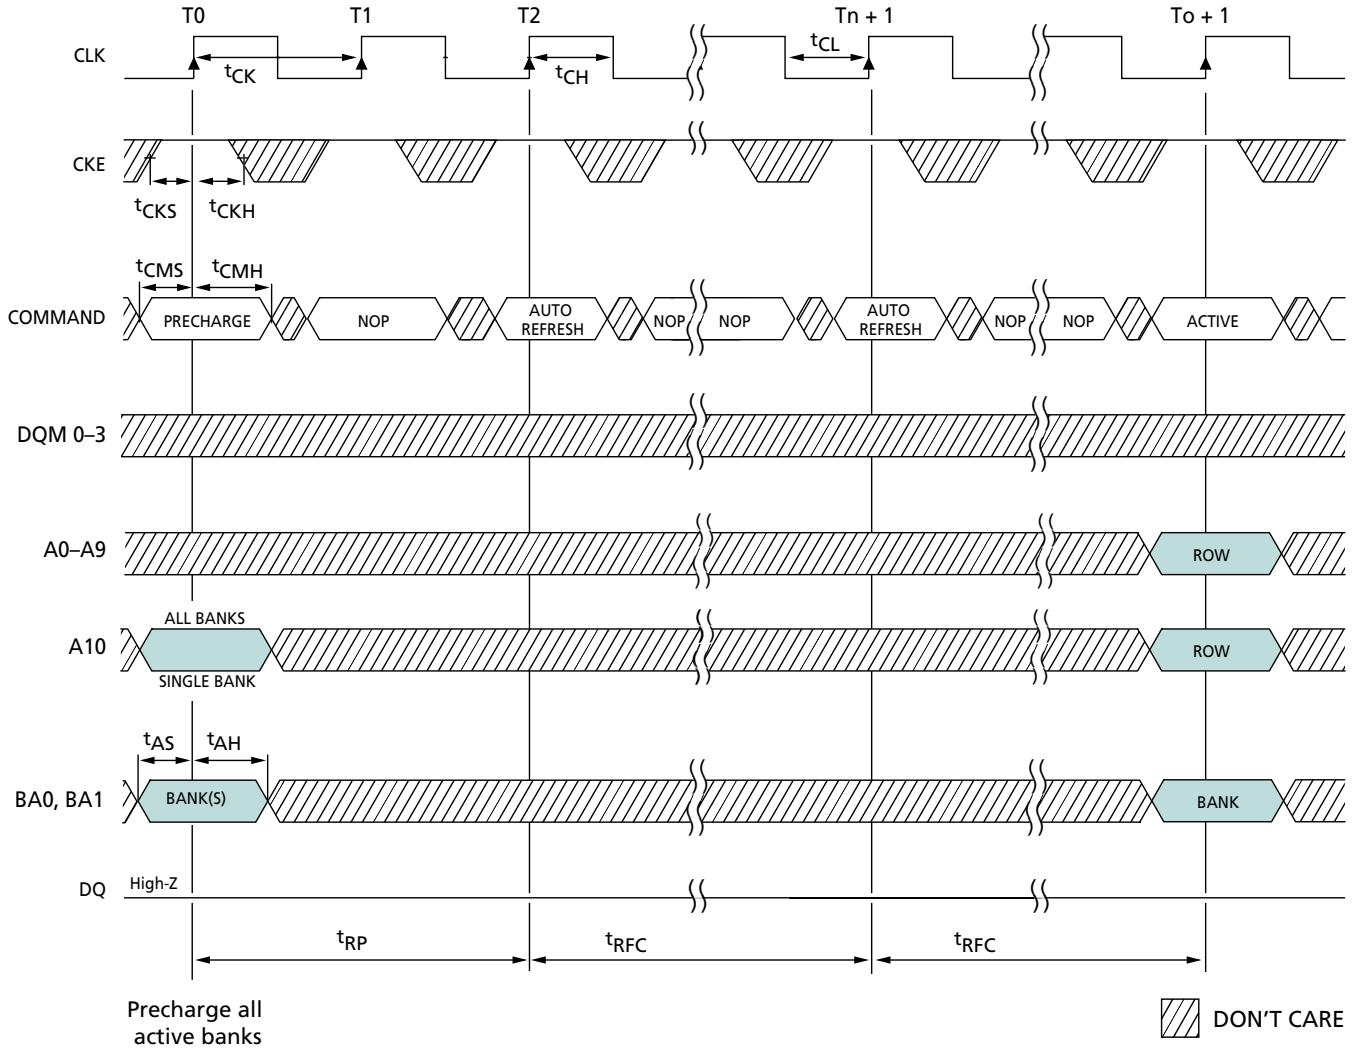 T0 T1 T2 Tn + 1 To + 1
CLK
tCK tCH tCL
CKE
tCKS tCKH
tCMS tCMH
COMMAND PRECHARGE NOP AUTO REFRESH NOP NOP AUTO REFRESH NOP NOP ACTIVE
DQM 0–3
A0–A9 ROW
ALL BANKS
A10 ROW
SINGLE BANK
tAS tAH
BA0, BA1 BANK(S) BANK
DQ High-Z
tRP tRFC tRFC
Precharge all
active banks
DON'T CARE